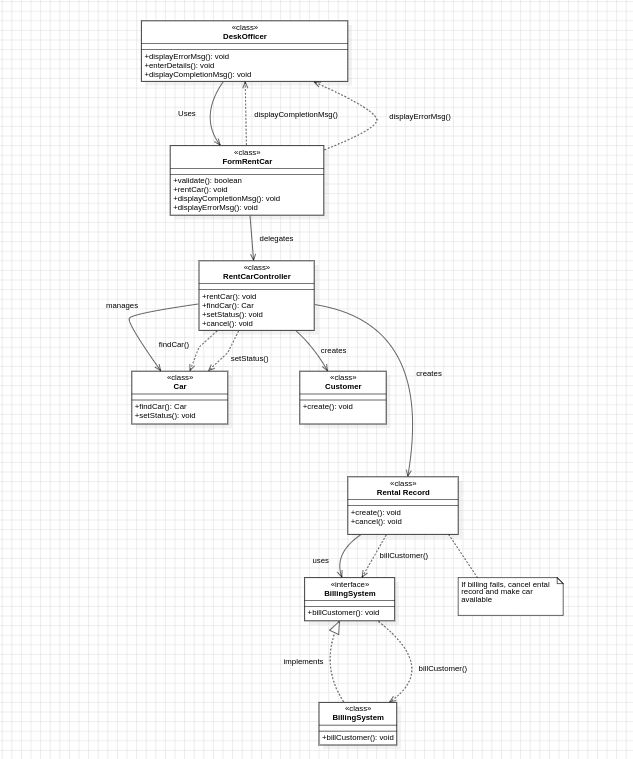 «class»
DeskOfficer
+displayErrorMsg(): void
+enterDetails(): void
+displayCompletionMsg(): void
Uses
displayCompletionMsg()
displayErrorMsg()
«class»
FormRentCar
+validate(): boolean
+rentCar(): void
+displayCompletionMsg(): void
+displayErrorMsg(): void
delegates
«class»
RentCarController
+rentCar(): void
+findCar(): Car
+setStatus(): void
+cancel(): void
manages
findCar()
setStatus()
creates
creates
«class»
Car
+findCar(): Car
+setStatus(): void
«class»
Customer
+create(): void
«class»
Rental Record
+create(): void
+cancel(): void
uses
billCustomer()
If billing fails, cancel ental
record and make car
available
«interface»
BillingSystem
+billCustomer(): void
implements
billCustomer()
«class»
BillingSystem
+billCustomer(): void